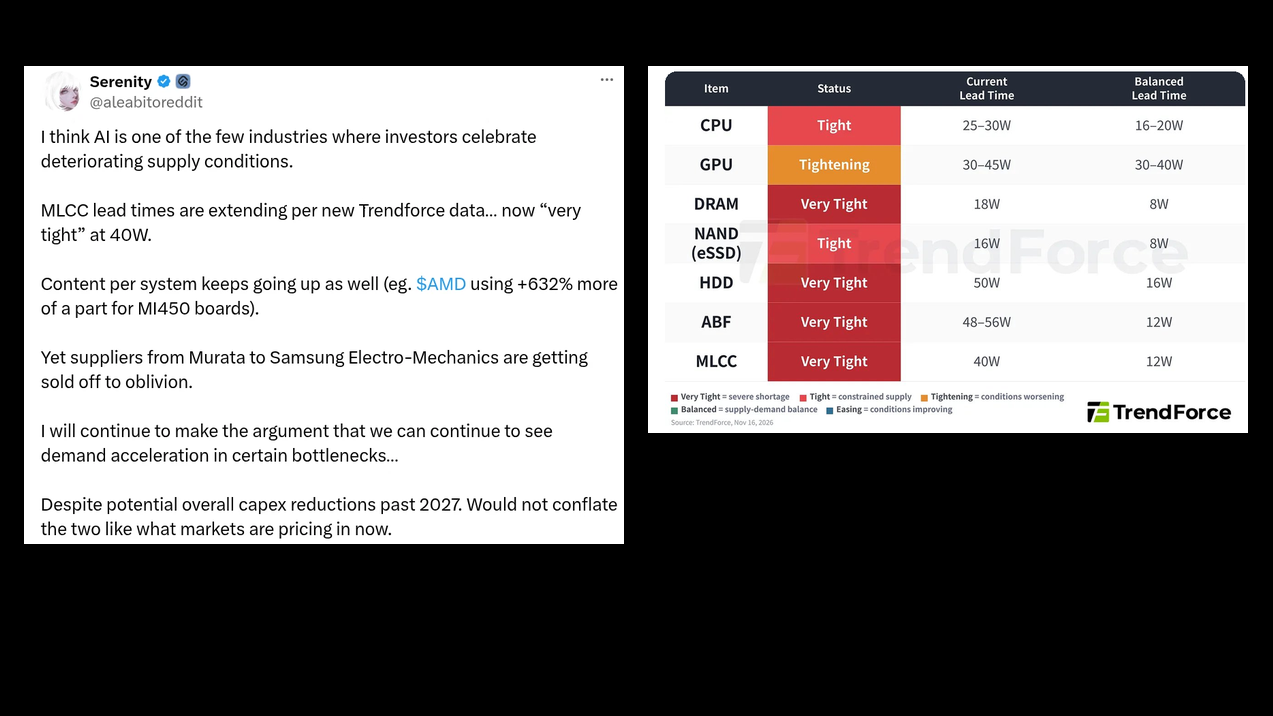 Serenity
@aleabitoreddit
I think AI is one of the few industries where investors celebrate
deteriorating supply conditions.
MLCC lead times are extending per new Trendforce data... now “very
tight” at 40W.
Content per system keeps going up as well (eg. $AMD using +632% more
of a part for MI450 boards).
Yet suppliers from Murata to Samsung Electro-Mechanics are getting
sold off to oblivion.
I will continue to make the argument that we can continue to see
demand acceleration in certain bottlenecks...
Despite potential overall capex reductions past 2027. Would not conflate
the two like what markets are pricing in now.
Item Status Current Lead Time Balanced Lead Time
CPU Tight 25–30W 16–20W
GPU Tightening 30–45W 30–40W
DRAM Very Tight 18W 8W
NAND (eSSD) Tight 16W 8W
HDD Very Tight 50W 16W
ABF Very Tight 48–56W 12W
MLCC Very Tight 40W 12W
TrendForce
Very Tight = severe shortage Tight = constrained supply Tightening = conditions worsening
Balanced = supply-demand balance Easing = conditions improving
Source: TrendForce, Nov 16, 2026
TrendForce